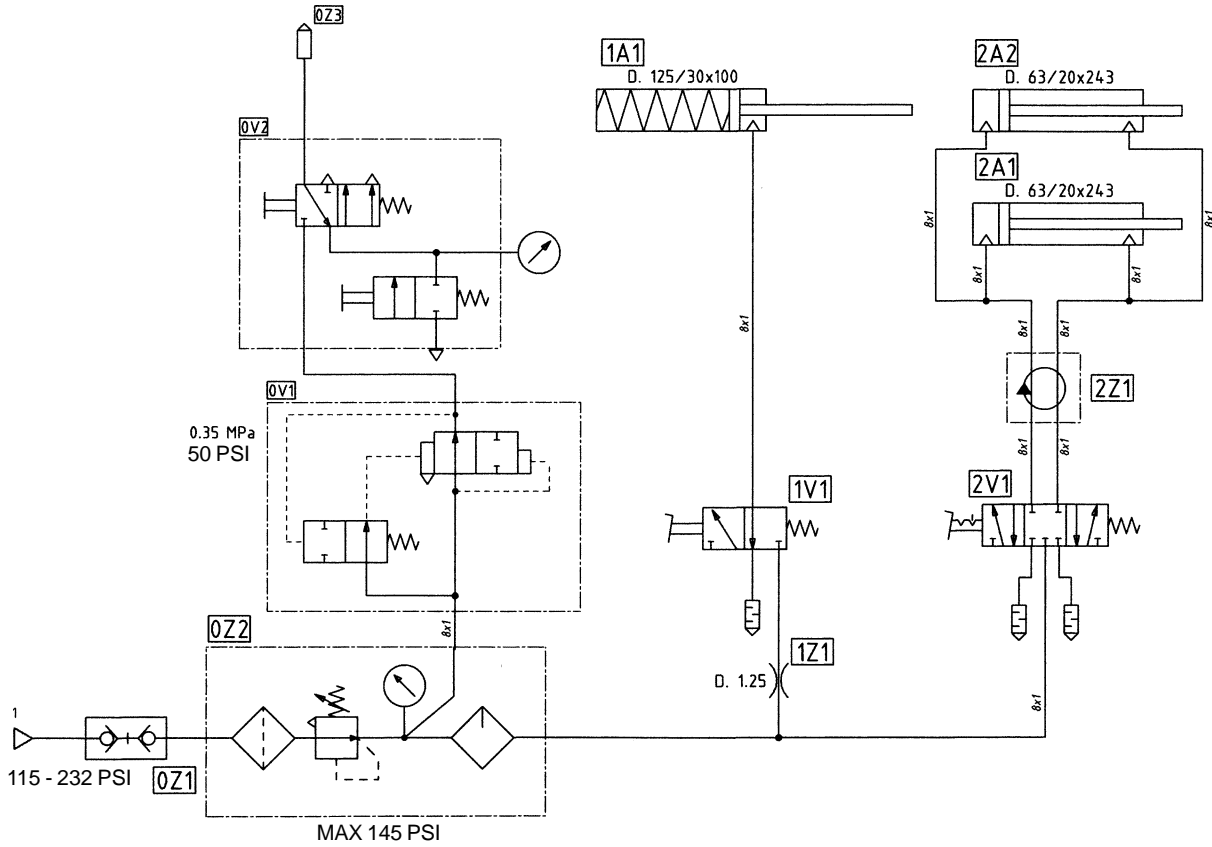 0Z3
0V2
1A1
D. 125/30x100
2A2
D. 63/20x243
2A1
D. 63/20x243
8x1
8x1
8x1
8x1
8x1
8x1
8x1
2Z1
0V1
0.35 MPa
50 PSI
8x1
8x1
1V1
2V1
8x1
0Z2
1Z1
D. 1.25
8x1
1
115 - 232 PSI
0Z1
MAX 145 PSI